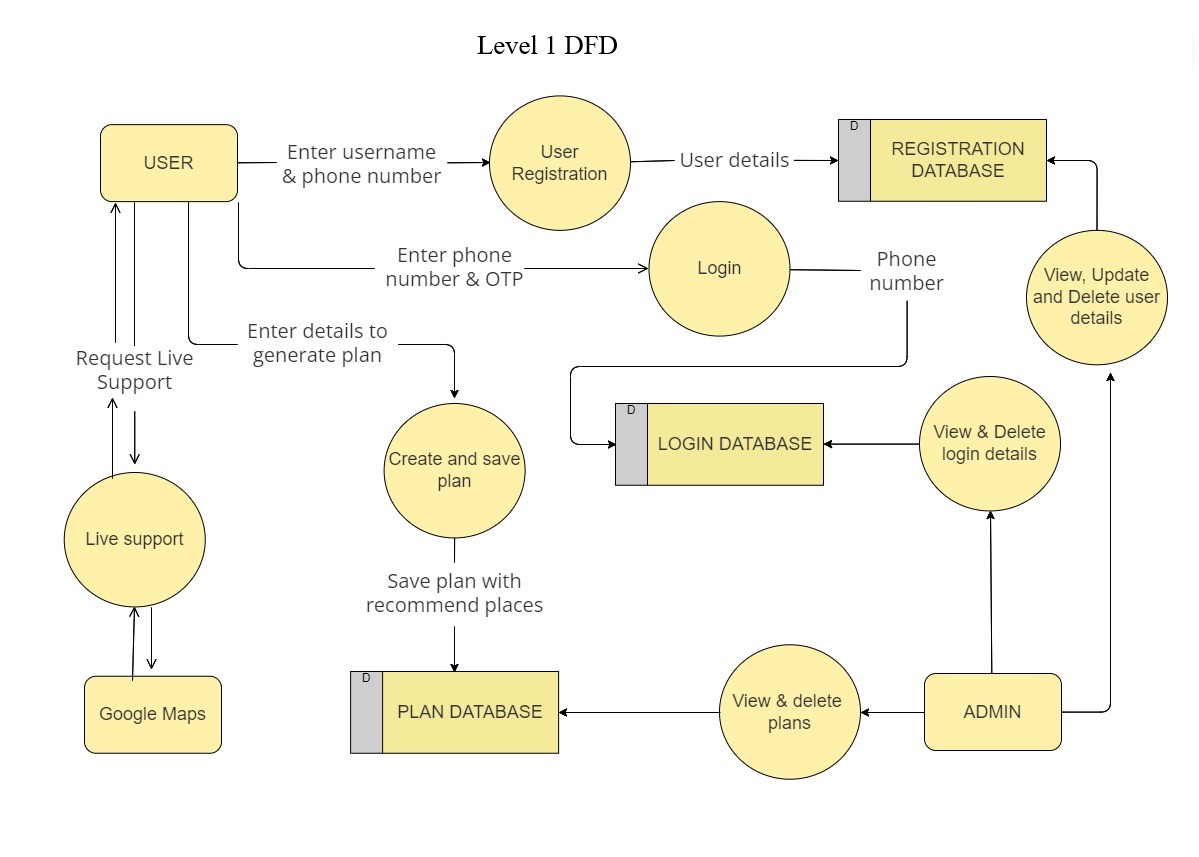 Level 1 DFD
USER
Enter username
& phone number
User
Registration
User details
D
REGISTRATION
DATABASE
Enter phone
number & OTP
Login
Phone
number
View, Update
and Delete user
details
Enter details to
generate plan
Request Live
Support
D
LOGIN DATABASE
View & Delete
login details
Create and save
plan
Live support
Save plan with
recommend places
Google Maps
D
PLAN DATABASE
View & delete
plans
ADMIN